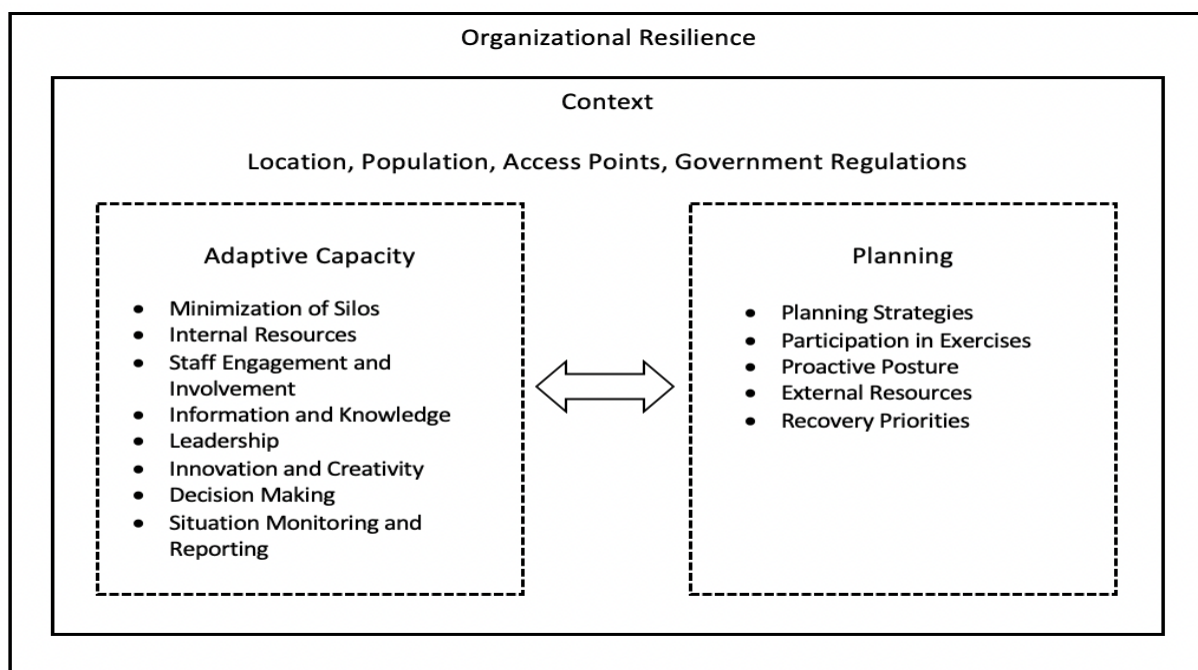 Organizational Resilience
Context
Location, Population, Access Points, Government Regulations
Adaptive Capacity
• Minimization of Silos
• Internal Resources
• Staff Engagement and
Involvement
• Information and Knowledge
• Leadership
• Innovation and Creativity
• Decision Making
• Situation Monitoring and
Reporting
Planning
• Planning Strategies
• Participation in Exercises
• Proactive Posture
• External Resources
• Recovery Priorities